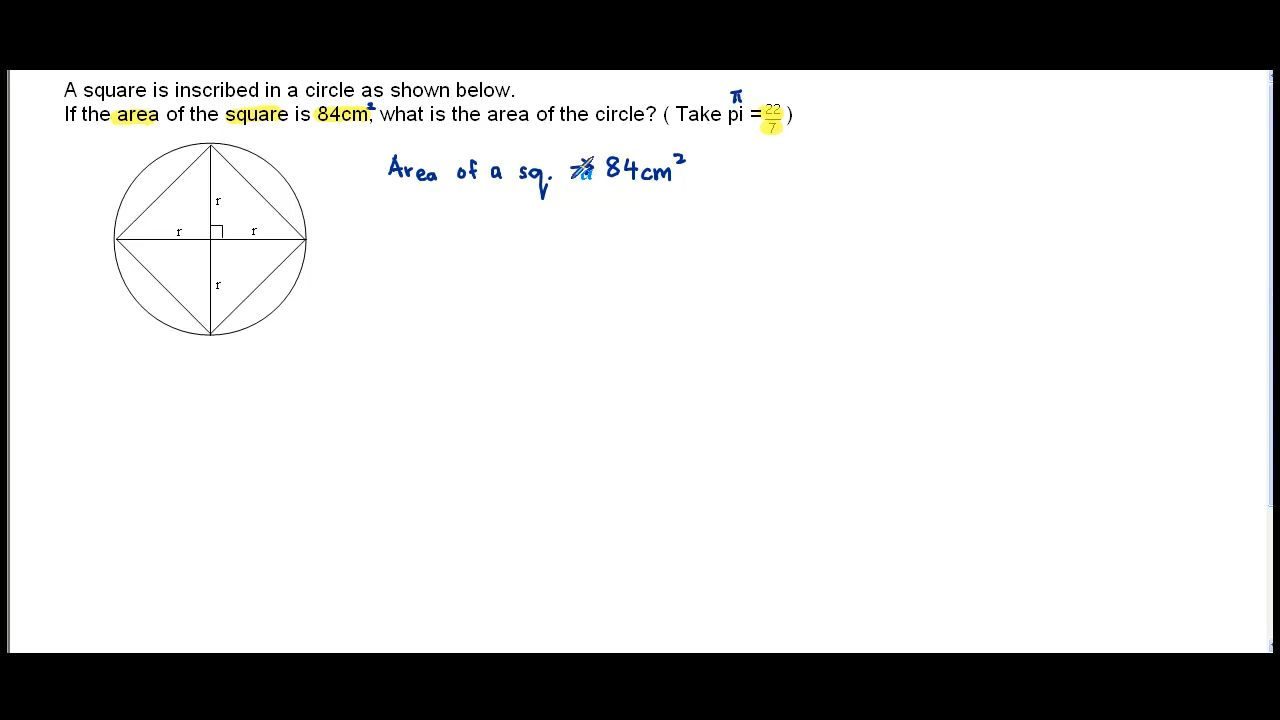 A square is inscribed in a circle as shown below.
π
If the area of the square is 84cm², what is the area of the circle? ( Take pi = 22/7 )
Area of a sq. 84cm²
r
r r
r